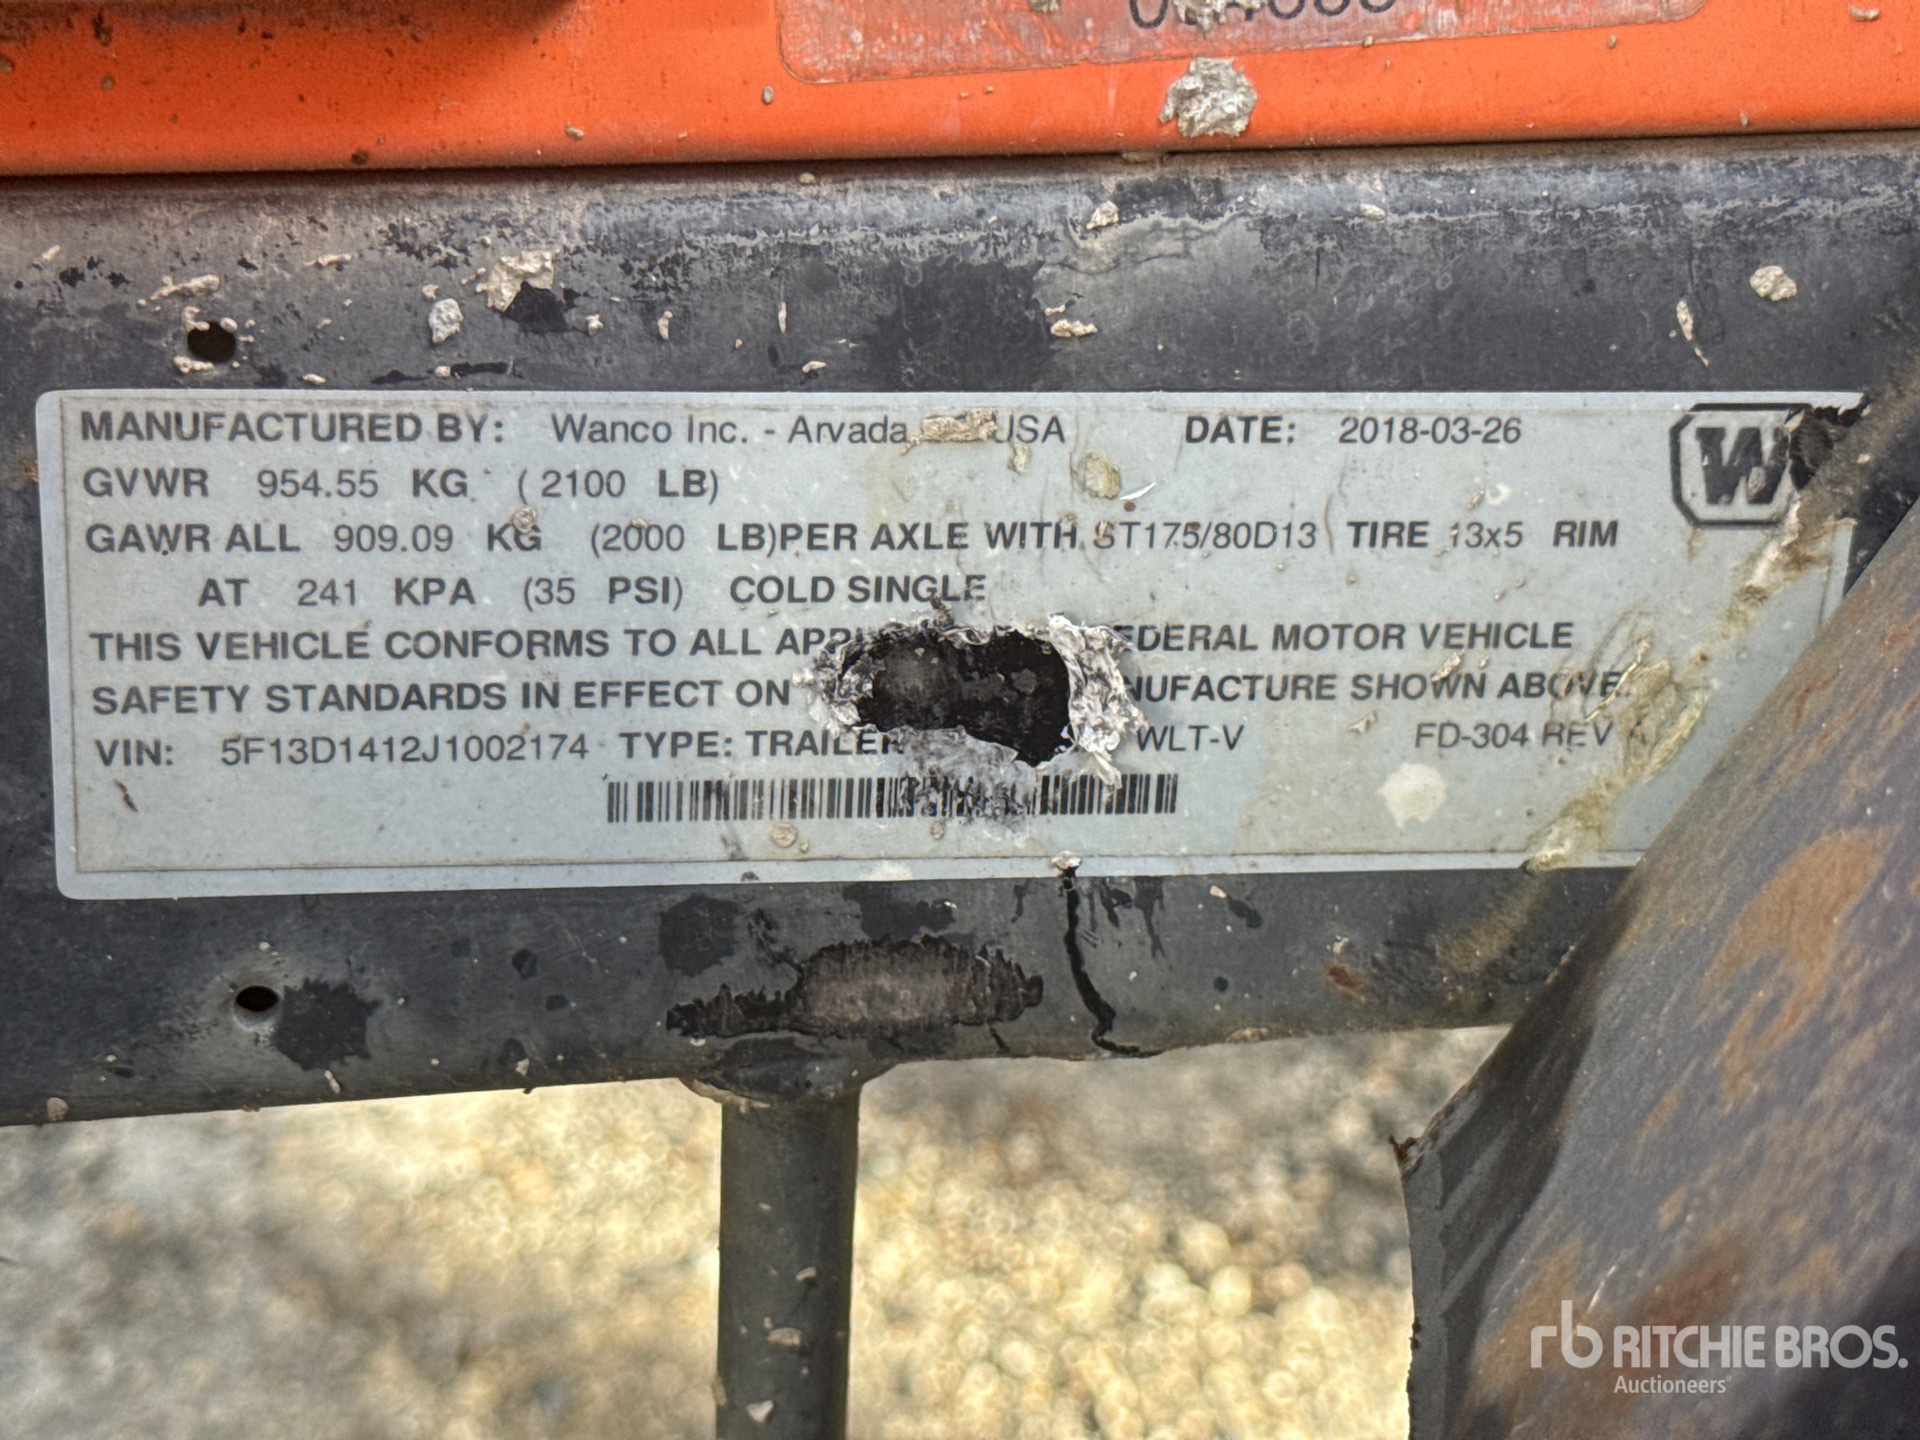 MANUFACTURED BY: Wanco Inc. - Arvada USA DATE: 2018-03-26
W
GVWR 954.55 KG (2100 LB)
GAWR ALL 909.09 KG (2000 LB)PER AXLE WITH ST175/80D13 TIRE 13x5 RIM
AT 241 KPA (35 PSI) COLD SINGLE
THIS VEHICLE CONFORMS TO ALL APP EDERAL MOTOR VEHICLE
SAFETY STANDARDS IN EFFECT ON NUFACTURE SHOWN ABOVE.
VIN: 5F13D1412J1002174 TYPE: TRAILER WLT-V FD-304 REV
rb RITCHIE BROS.
Auctioneers